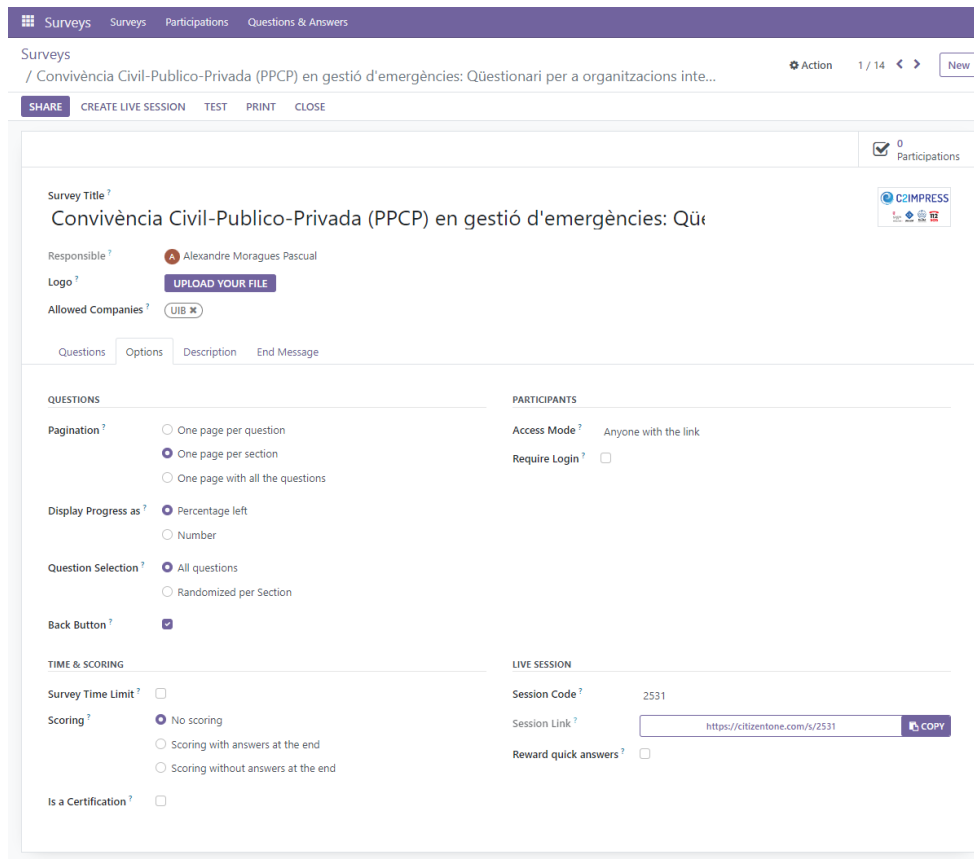 Surveys Surveys Participations Questions & Answers
Surveys
/ Convivència Civil-Publico-Privada (PPCP) en gestió d'emergències: Qüestionari per a organitzacions inte...
Action 1 / 14 New
SHARE CREATE LIVE SESSION TEST PRINT CLOSE
0
Participations
Survey Title ?
Convivència Civil-Publico-Privada (PPCP) en gestió d'emergències: Qüe
C2IMPRESS
112
Responsible ? A Alexandre Moragues Pascual
Logo ? UPLOAD YOUR FILE
Allowed Companies ? UIB ✖
Questions Options Description End Message
QUESTIONS
Pagination ? One page per question
One page per section
One page with all the questions
Display Progress as ? Percentage left
Number
Question Selection ? All questions
Randomized per Section
Back Button ?
PARTICIPANTS
Access Mode ? Anyone with the link
Require Login ?
TIME & SCORING
Survey Time Limit ?
Scoring ? No scoring
Scoring with answers at the end
Scoring without answers at the end
Is a Certification ?
LIVE SESSION
Session Code ? 2531
Session Link ? https://citizentone.com/s/2531 COPY
Reward quick answers ?